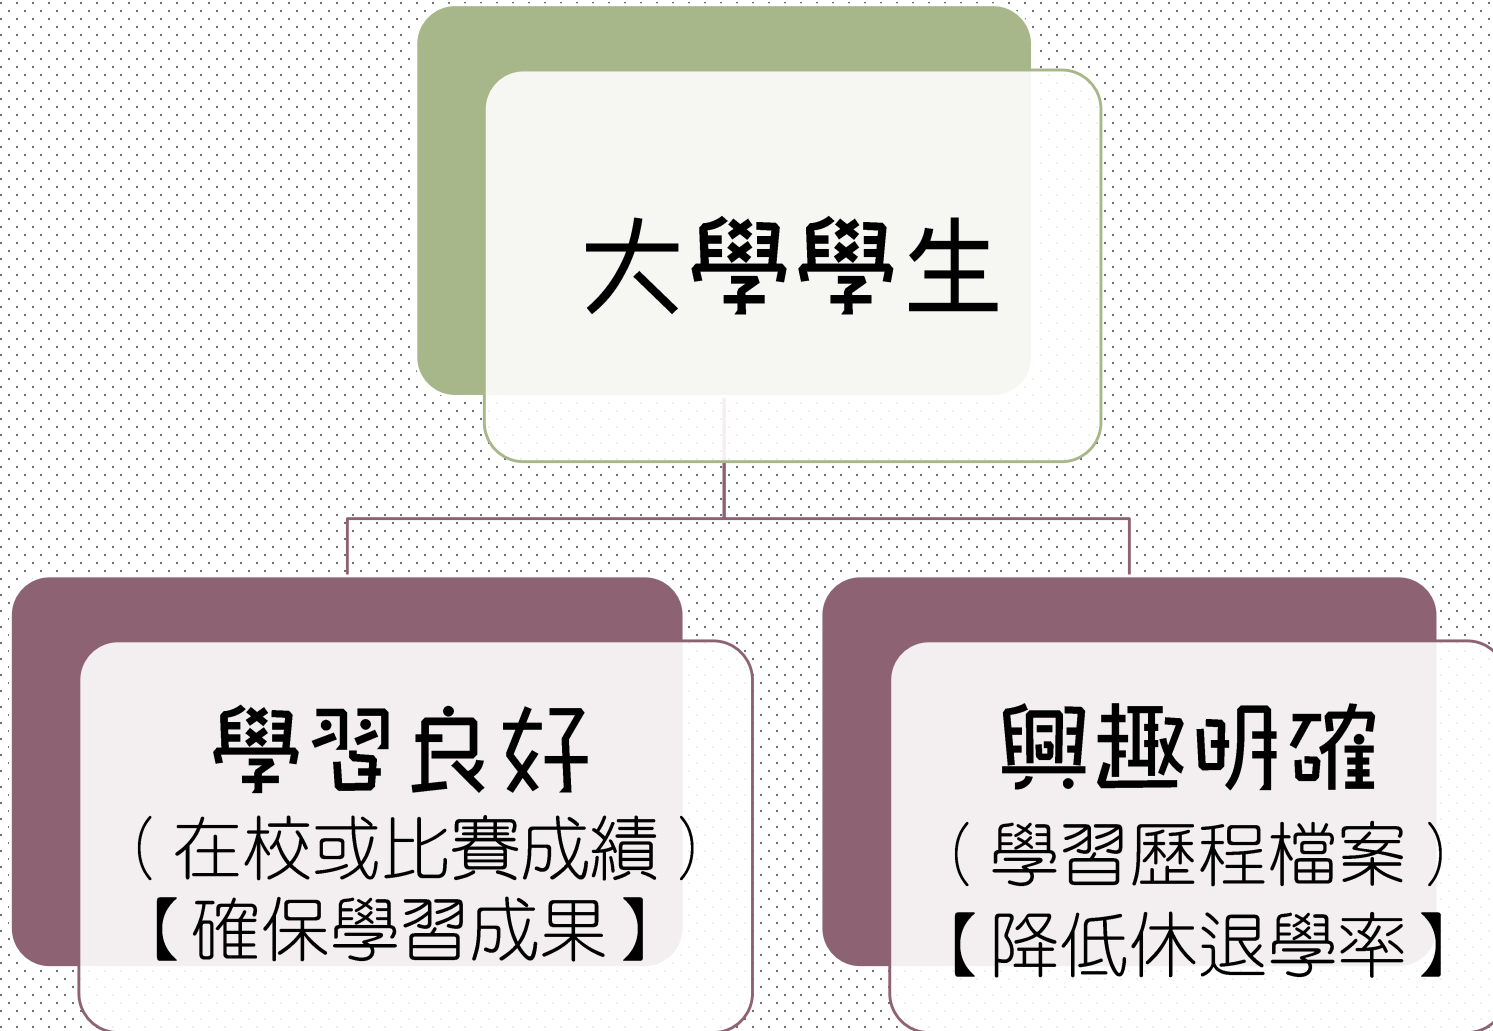 大學學生
學習良好
（在校或比賽成績）
【確保學習成果】
興趣明確
（學習歷程檔案）
【降低休退學率】